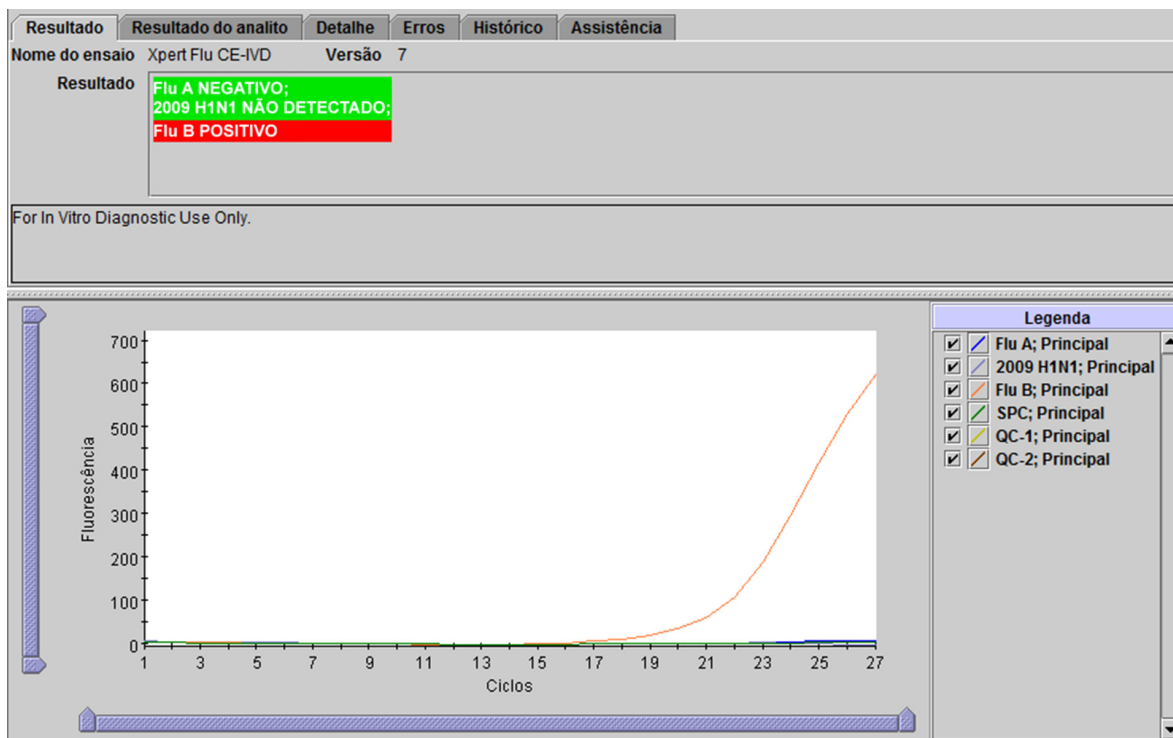 Resultado Resultado do analito Detalhe Erros Histórico Assistência
Nome do ensaio Xpert Flu CE-IVD Versão 7
Resultado
Flu A NEGATIVO;
2009 H1N1 NÃO DETECTADO;
Flu B POSITIVO
For In Vitro Diagnostic Use Only.
700
600
500
400
300
200
100
0
Fluorescência
1 3 5 7 9 11 13 15 17 19 21 23 25 27
Ciclos
Legenda
Flu A; Principal
2009 H1N1; Principal
Flu B; Principal
SPC; Principal
QC-1; Principal
QC-2; Principal